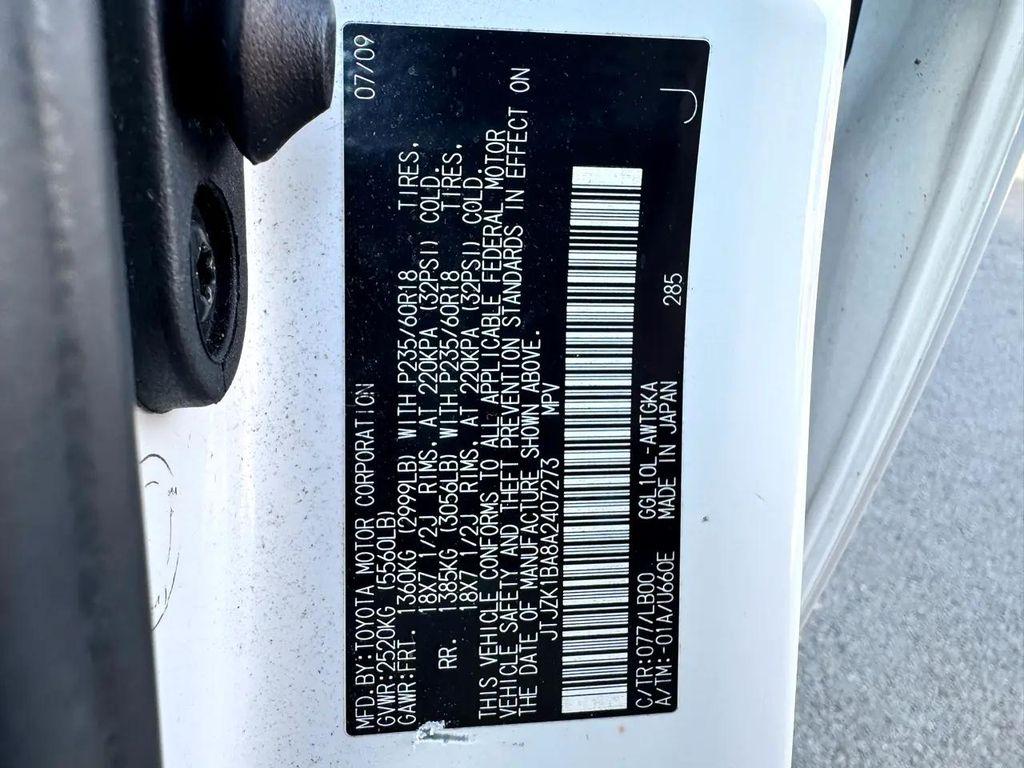 MFD.BY:TOYOTA MOTOR CORPORATION 07/09
GVWR:2520KG (5560LB)
GAWR:FRT. 1360KG (2999LB) WITH P235/60R18 TIRES,
18X7 1/2J RIMS, AT 220KPA (32PSI) COLD.
RR. 1385KG (3056LB) WITH P235/60R18 TIRES,
18X7 1/2J RIMS, AT 220KPA (32PSI) COLD.
THIS VEHICLE CONFORMS TO ALL APPLICABLE FEDERAL MOTOR
VEHICLE SAFETY AND THEFT PREVENTION STANDARDS IN EFFECT ON
THE DATE OF MANUFACTURE SHOWN ABOVE.
JTJZK1BA8A2407273 MPV
C/TR:077/LB00 GGL10L-AWTGKA 285
A/TM:-01A/U660E MADE IN JAPAN J